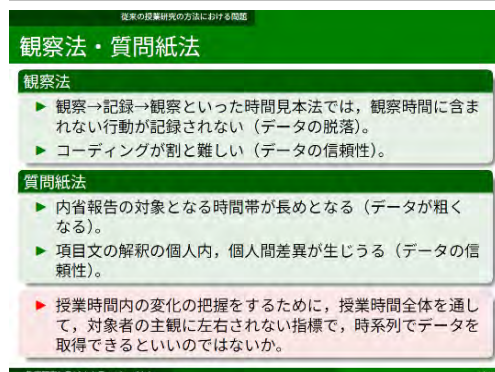 従来の授業研究の方法における問題
観察法・質問紙法
観察法
▶ 観察→記録→観察といった時間見本法では，観察時間に含ま
れない行動が記録されない（データの脱落）。
▶ コーディングが割と難しい（データの信頼性）。
質問紙法
▶ 内省報告の対象となる時間帯が長めとなる（データが粗く
なる）。
▶ 項目文の解釈の個人内，個人間差異が生じうる（データの信
頼性）。
▶ 授業時間内の変化の把握をするために，授業時間全体を通し
て，対象者の主観に左右されない指標で，時系列でデータを
取得できるといいのではないか。